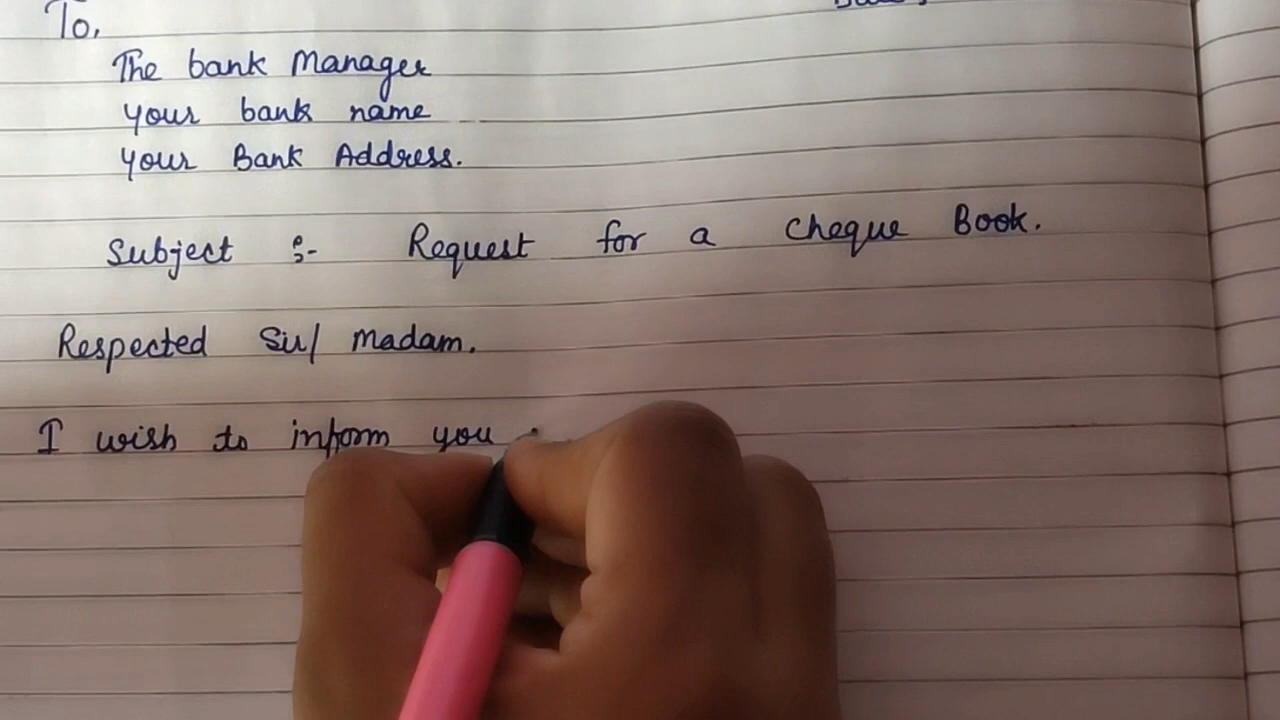 To,
The bank Manager
your bank name
your Bank Address.
Subject :- Request for a cheque Book.
Respected Sir/ madam.
I wish to inform you